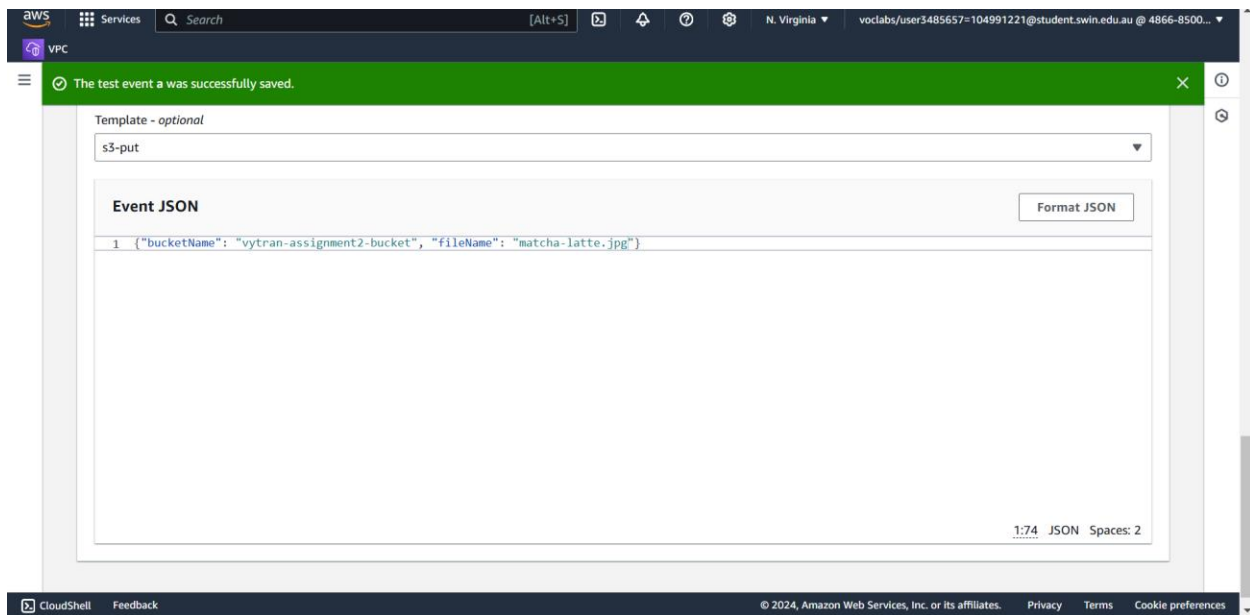 aws Services Search [Alt+S] N. Virginia voclabs/user3485657=104991221@student.swin.edu.au @ 4866-8500...
VPC
The test event a was successfully saved.
Template - optional
s3-put
Event JSON Format JSON
1 {"bucketName": "vytran-assignment2-bucket", "fileName": "matcha-latte.jpg"}
1:74 JSON Spaces: 2
CloudShell Feedback © 2024, Amazon Web Services, Inc. or its affiliates. Privacy Terms Cookie preferences